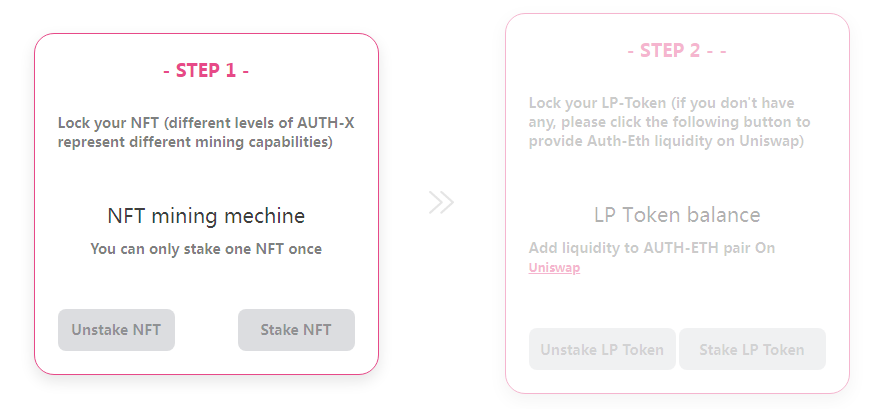 - STEP 1 -
Lock your NFT (different levels of AUTH-X
represent different mining capabilities)
NFT mining mechine
You can only stake one NFT once
Unstake NFT
Stake NFT
- STEP 2 - -
Lock your LP-Token (if you don't have
any, please click the following button to
provide Auth-Eth liquidity on Uniswap)
LP Token balance
Add liquidity to AUTH-ETH pair On
Uniswap
Unstake LP Token
Stake LP Token